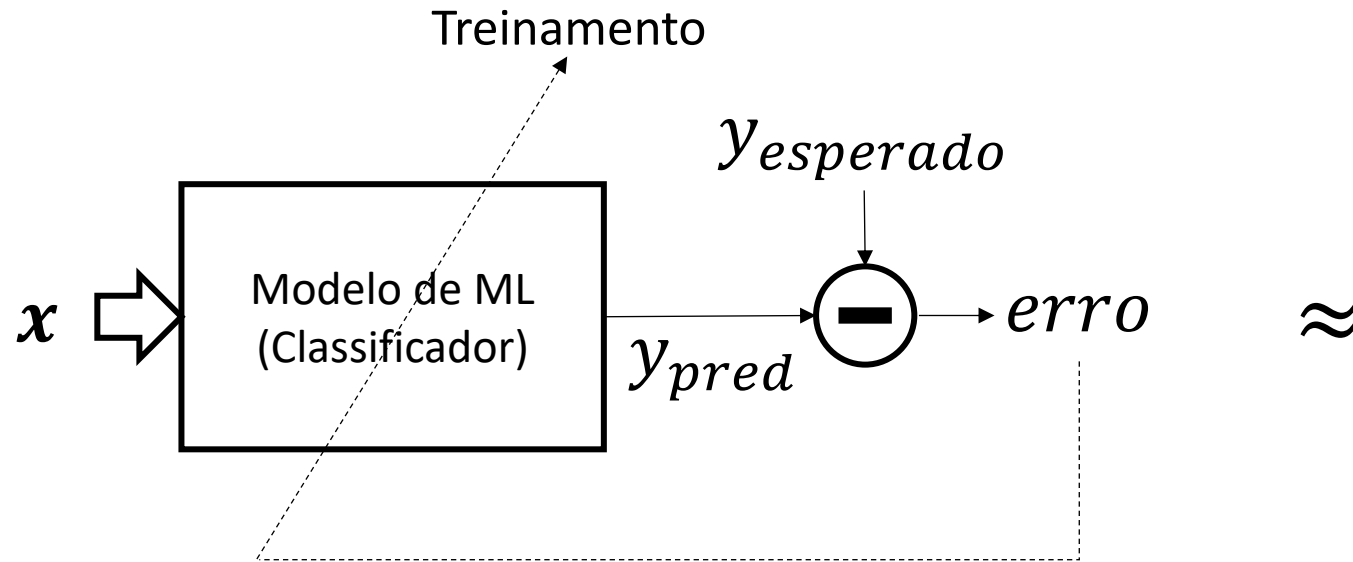 Treinamento
y_esperado
x
Modelo de ML
(Classificador)
y_pred
erro
≈